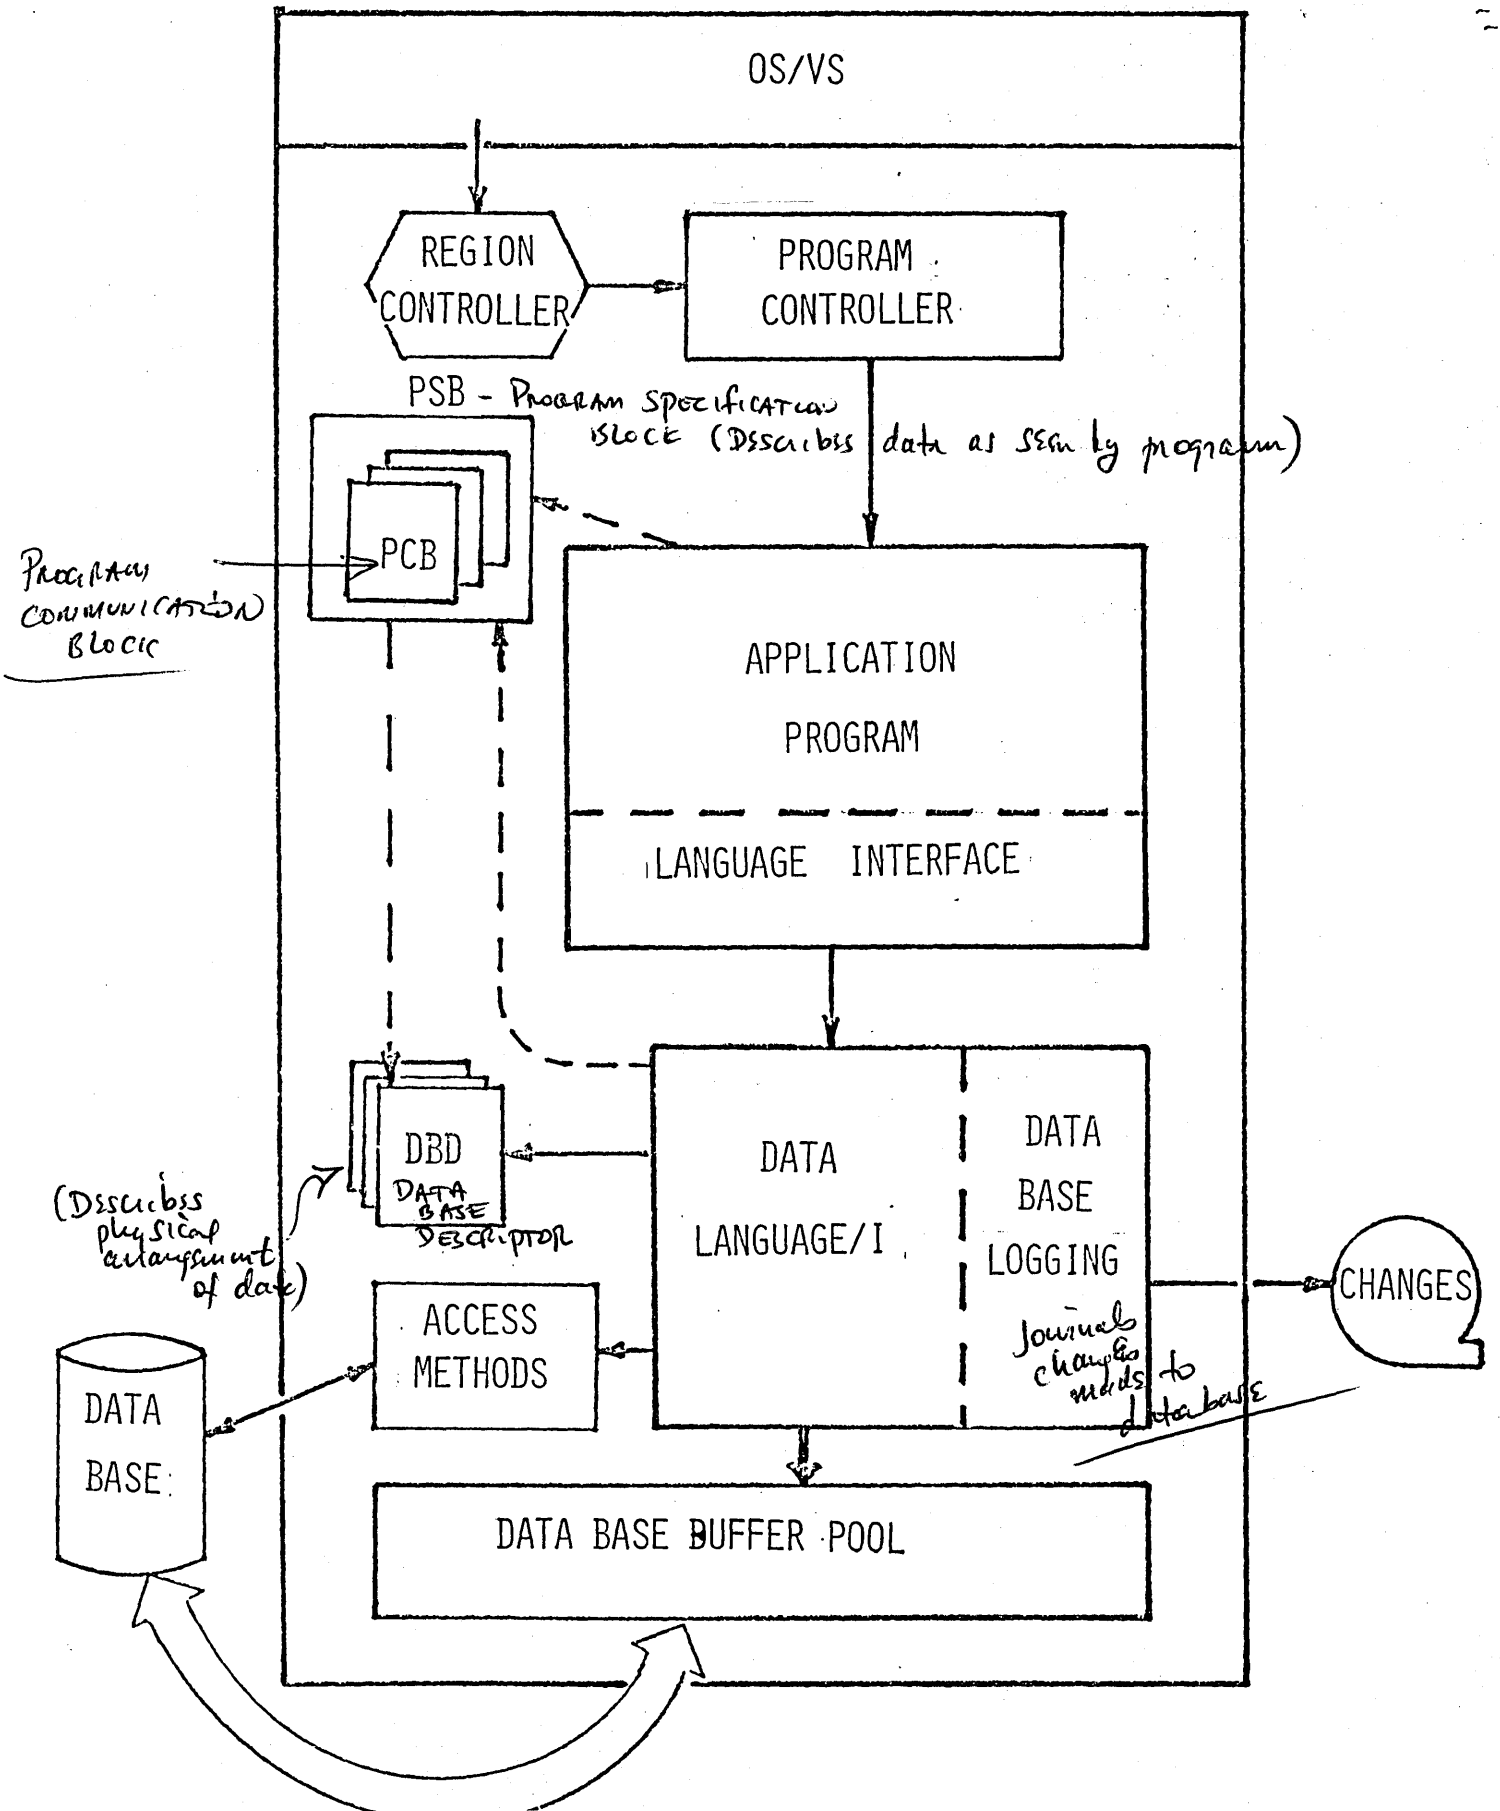 OS/VS
REGION
CONTROLLER
PROGRAM
CONTROLLER
PSB - PROGRAM SPECIFICATION
BLOCK (DESCRIBES data as seen by program)
PCB
PROGRAM
COMMUNICATION
BLOCK
APPLICATION
PROGRAM
LANGUAGE INTERFACE
DBD
DATA
BASE
DESCRIPTOR
(DESCRIBES
physical
arrangement
of data)
DATA
LANGUAGE/I
DATA
BASE
LOGGING
Journals
changes
made to
database
CHANGES
ACCESS
METHODS
DATA
BASE
DATA BASE BUFFER POOL